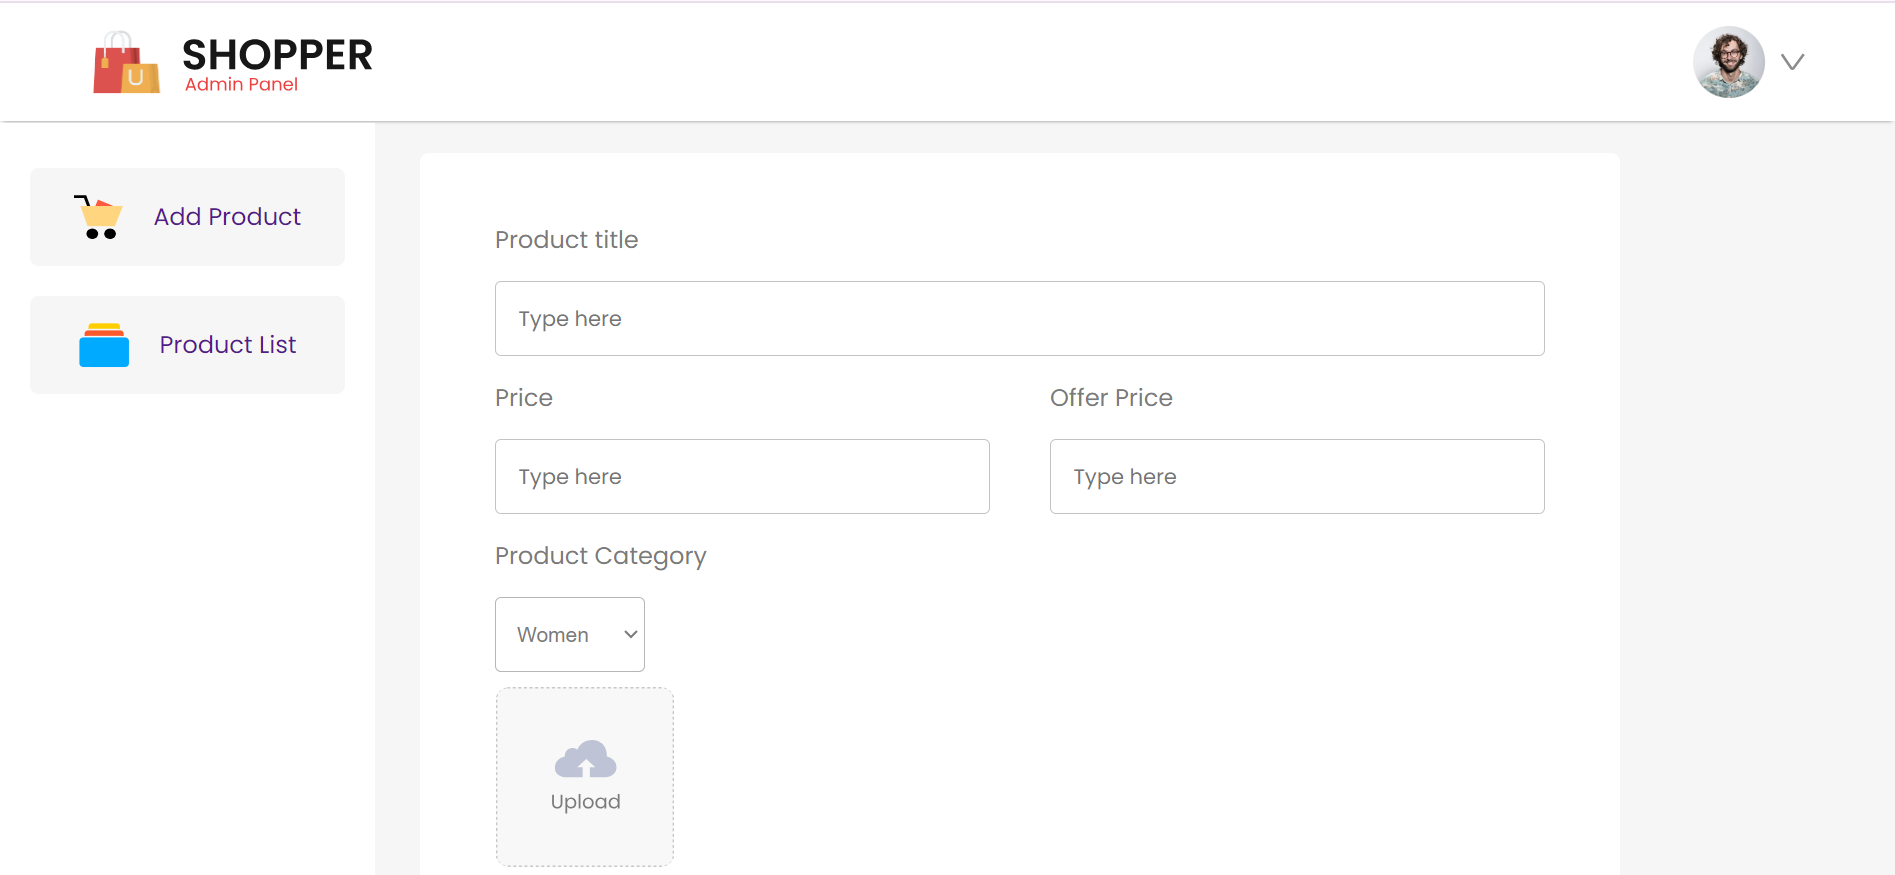 SHOPPER
Admin Panel
Add Product
Product List
Product title
Type here
Price
Offer Price
Type here
Type here
Product Category
Women
Upload
U